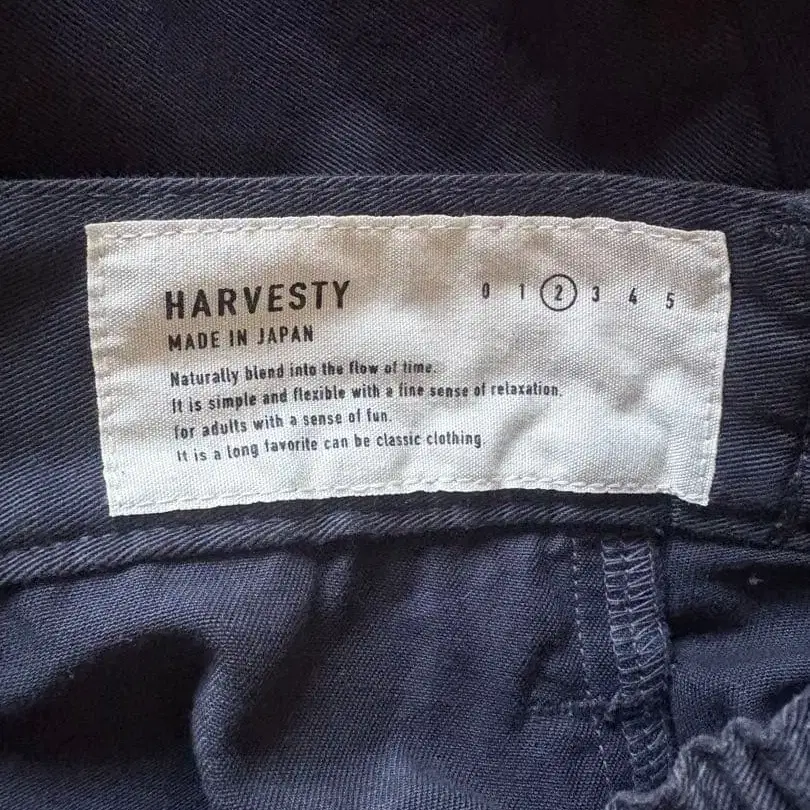 HARVESTY
0 1 2 3 4 5
MADE IN JAPAN
Naturally blend into the flow of time.
It is simple and flexible with a fine sense of relaxation.
for adults with a sense of fun.
It is a long favorite can be classic clothing.